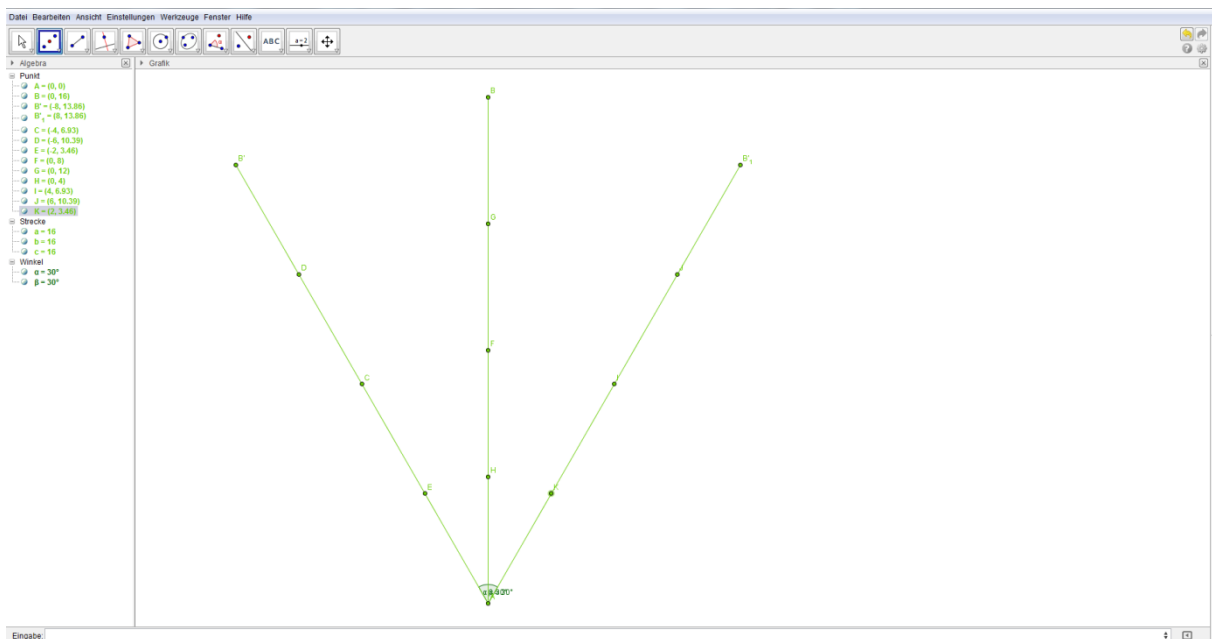 Datei Bearbeiten Ansicht Einstellungen Werkzeuge Fenster Hilfe
ABC a=2
Algebra
Grafik
Punkt
A = (0, 0)
B = (0, 16)
B' = (-8, 13.86)
B'₁ = (8, 13.86)
C = (-4, 6.93)
D = (-6, 10.39)
E = (-2, 3.46)
F = (0, 8)
G = (0, 12)
H = (0, 4)
I = (4, 6.93)
J = (6, 10.39)
K = (2, 3.46)
Strecke
a = 16
b = 16
c = 16
Winkel
α = 30°
β = 30°
B
B'
B'₁
G
D
J
F
C
I
H
E
K
Eingabe: